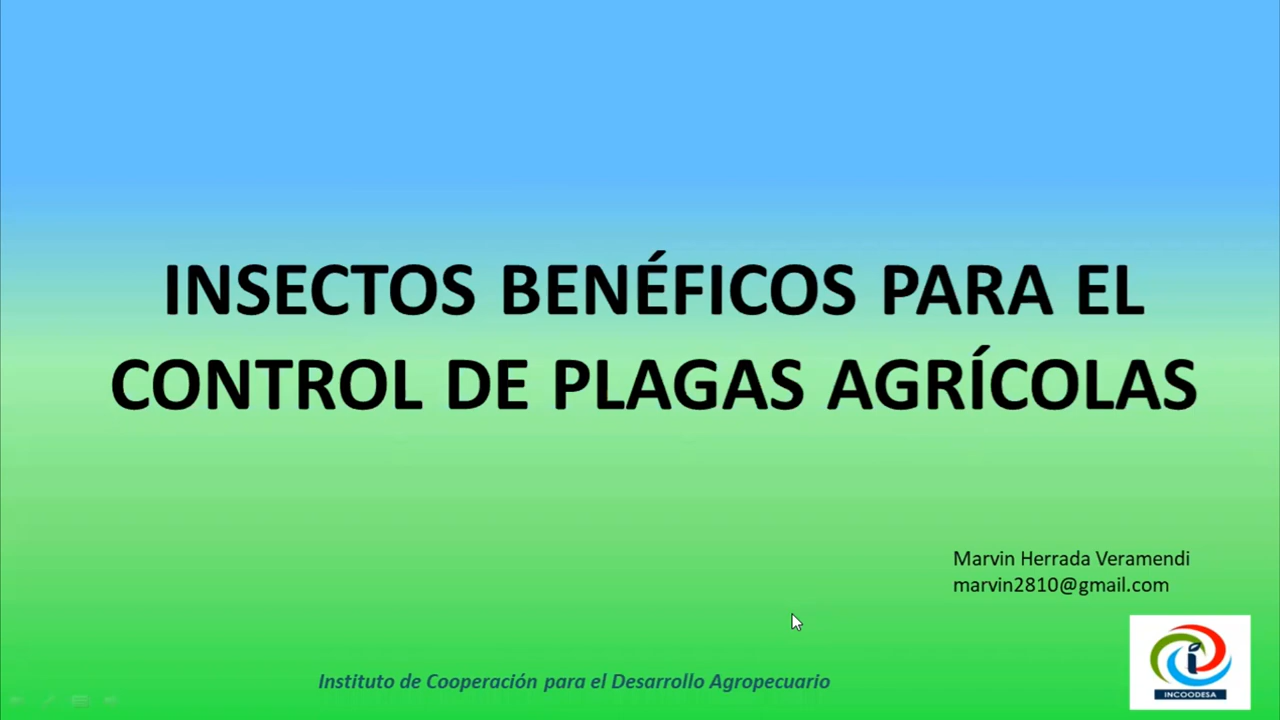 INSECTOS BENÉFICOS PARA EL
CONTROL DE PLAGAS AGRÍCOLAS
Marvin Herrada Veramendi
marvin2810@gmail.com
Instituto de Cooperación para el Desarrollo Agropecuario
INCOODESA